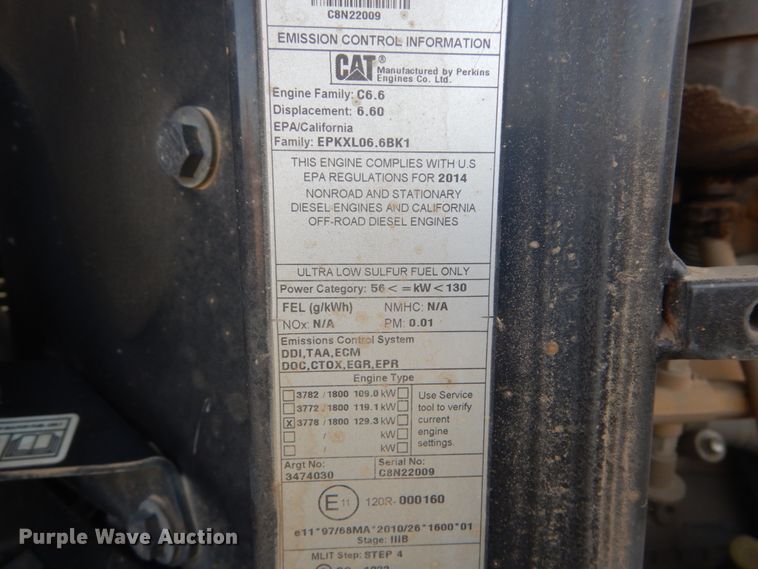 C8N22009
EMISSION CONTROL INFORMATION
CAT® Manufactured by Perkins
Engines Co. Ltd.
Engine Family: C6.6
Displacement: 6.60
EPA/California
Family: EPKXL06.6BK1
THIS ENGINE COMPLIES WITH U.S
EPA REGULATIONS FOR 2014
NONROAD AND STATIONARY
DIESEL ENGINES AND CALIFORNIA
OFF-ROAD DIESEL ENGINES
ULTRA LOW SULFUR FUEL ONLY
Power Category: 56 < = kW < 130
FEL (g/kWh) NMHC: N/A
NOx: N/A PM: 0.01
Emissions Control System
DDI,TAA,ECM
DOC,CTOX,EGR,EPR
Engine Type
3782 / 1800 109.0 kW
3772 / 1800 119.1 kW
X 3778 / 1800 129.3 kW
/ kW
/ kW
Use Service
tool to verify
current
engine
settings.
Argt No: Serial No:
3474030 C8N22009
E11 120R-000160
e11*97/68MA*2010/26*1600*01
Stage: IIIB
MLIT Step: STEP 4
Purple Wave Auction